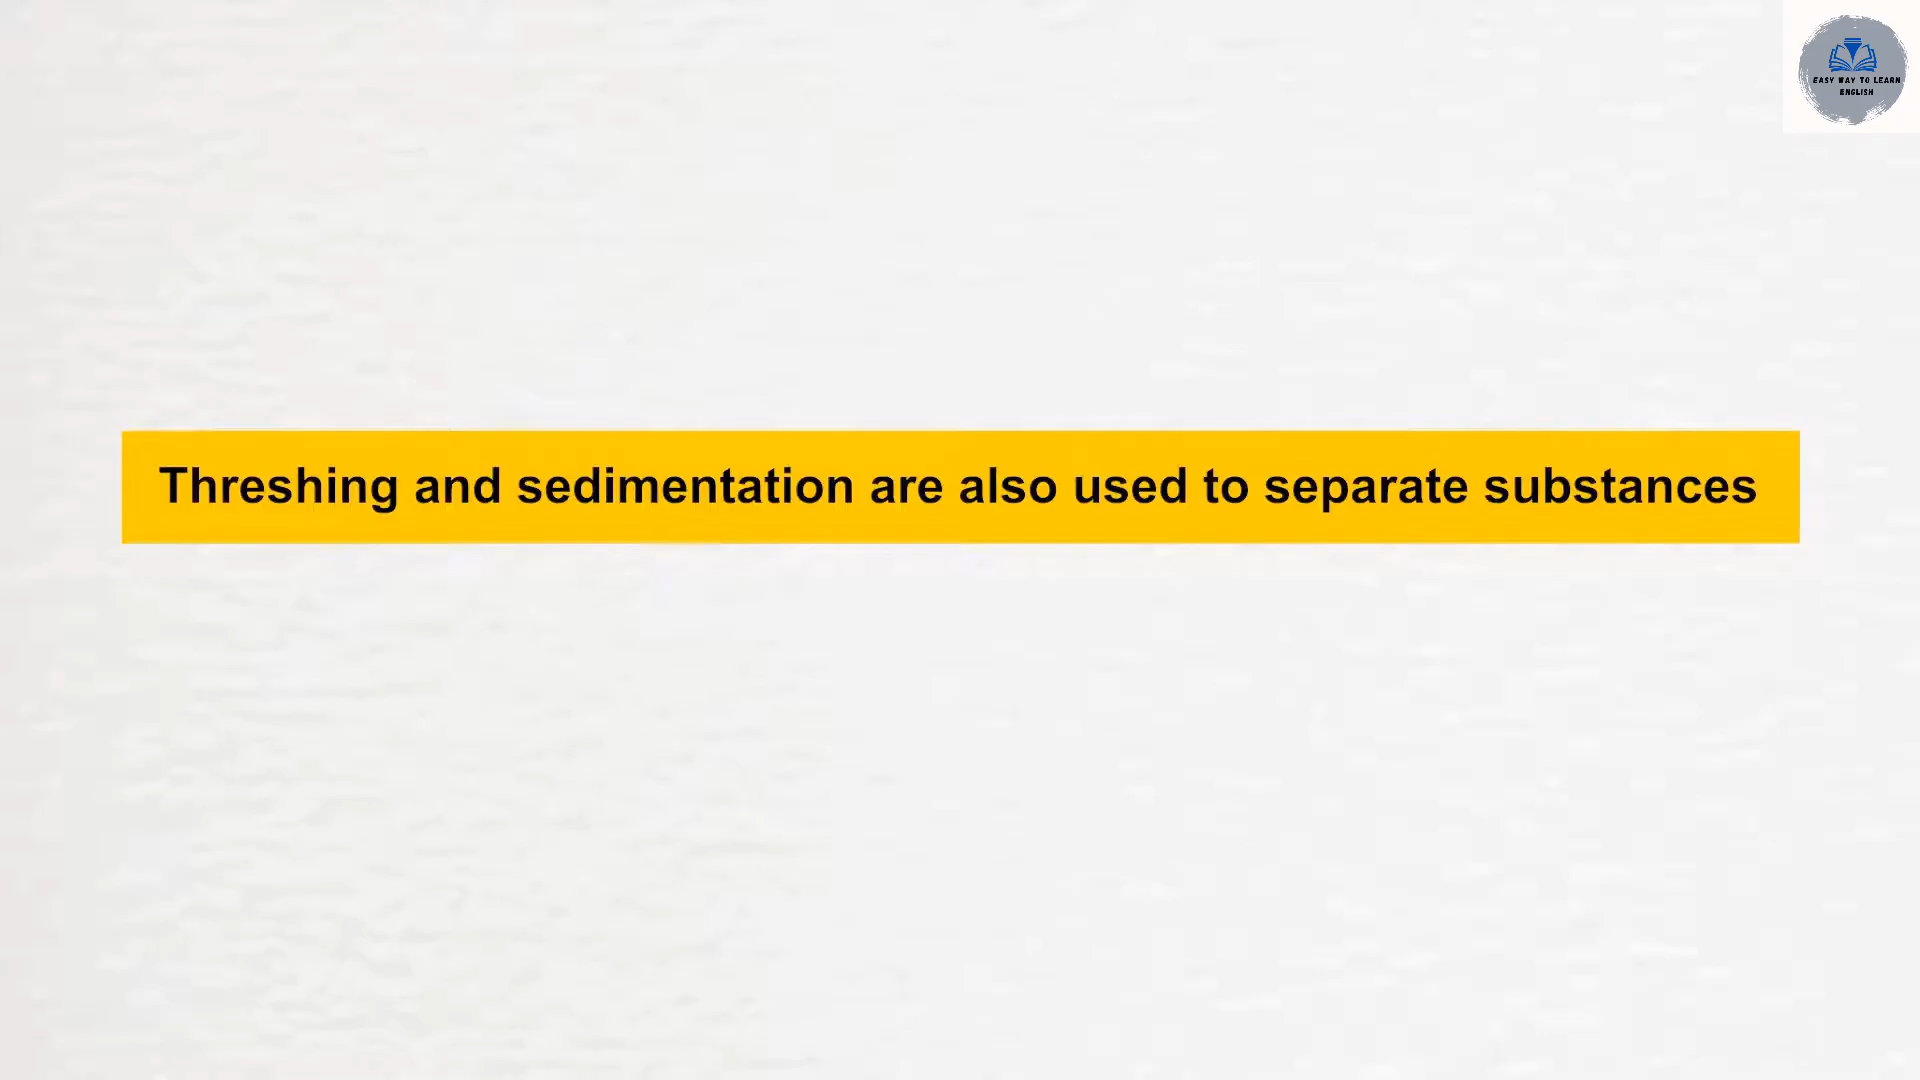 EASY WAY TO LEARN
ENGLISH
Threshing and sedimentation are also used to separate substances